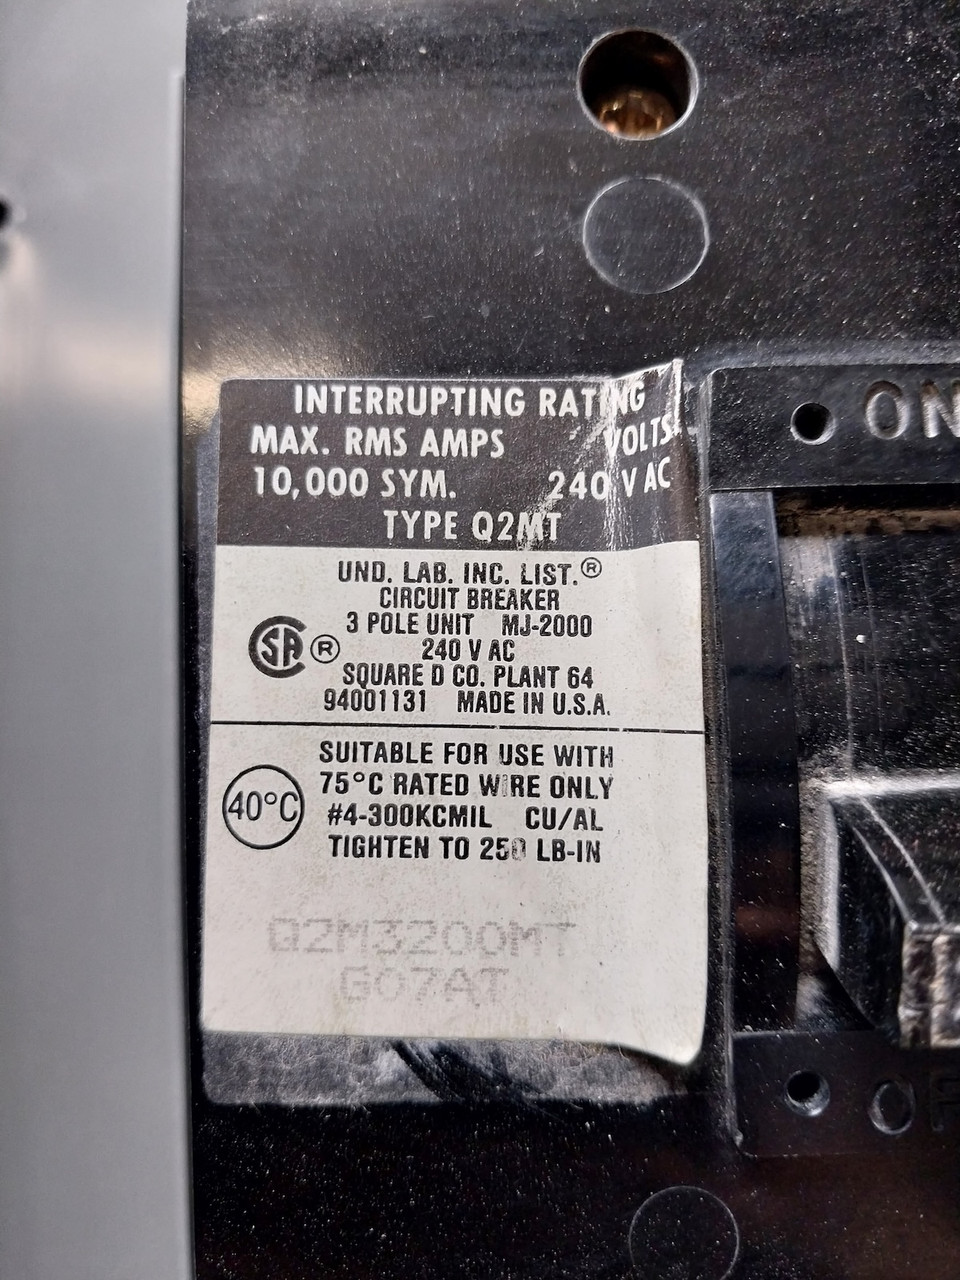 INTERRUPTING RATING
MAX. RMS AMPS VOLTS
10,000 SYM. 240 V AC
TYPE Q2MT
UND. LAB. INC. LIST.®
CIRCUIT BREAKER
3 POLE UNIT MJ-2000
240 V AC
SA ®
SQUARE D CO. PLANT 64
94001131 MADE IN U.S.A.
SUITABLE FOR USE WITH
75°C RATED WIRE ONLY
40°C
#4-300KCMIL CU/AL
TIGHTEN TO 250 LB-IN
Q2M3200MT
G07AT
ON
OF